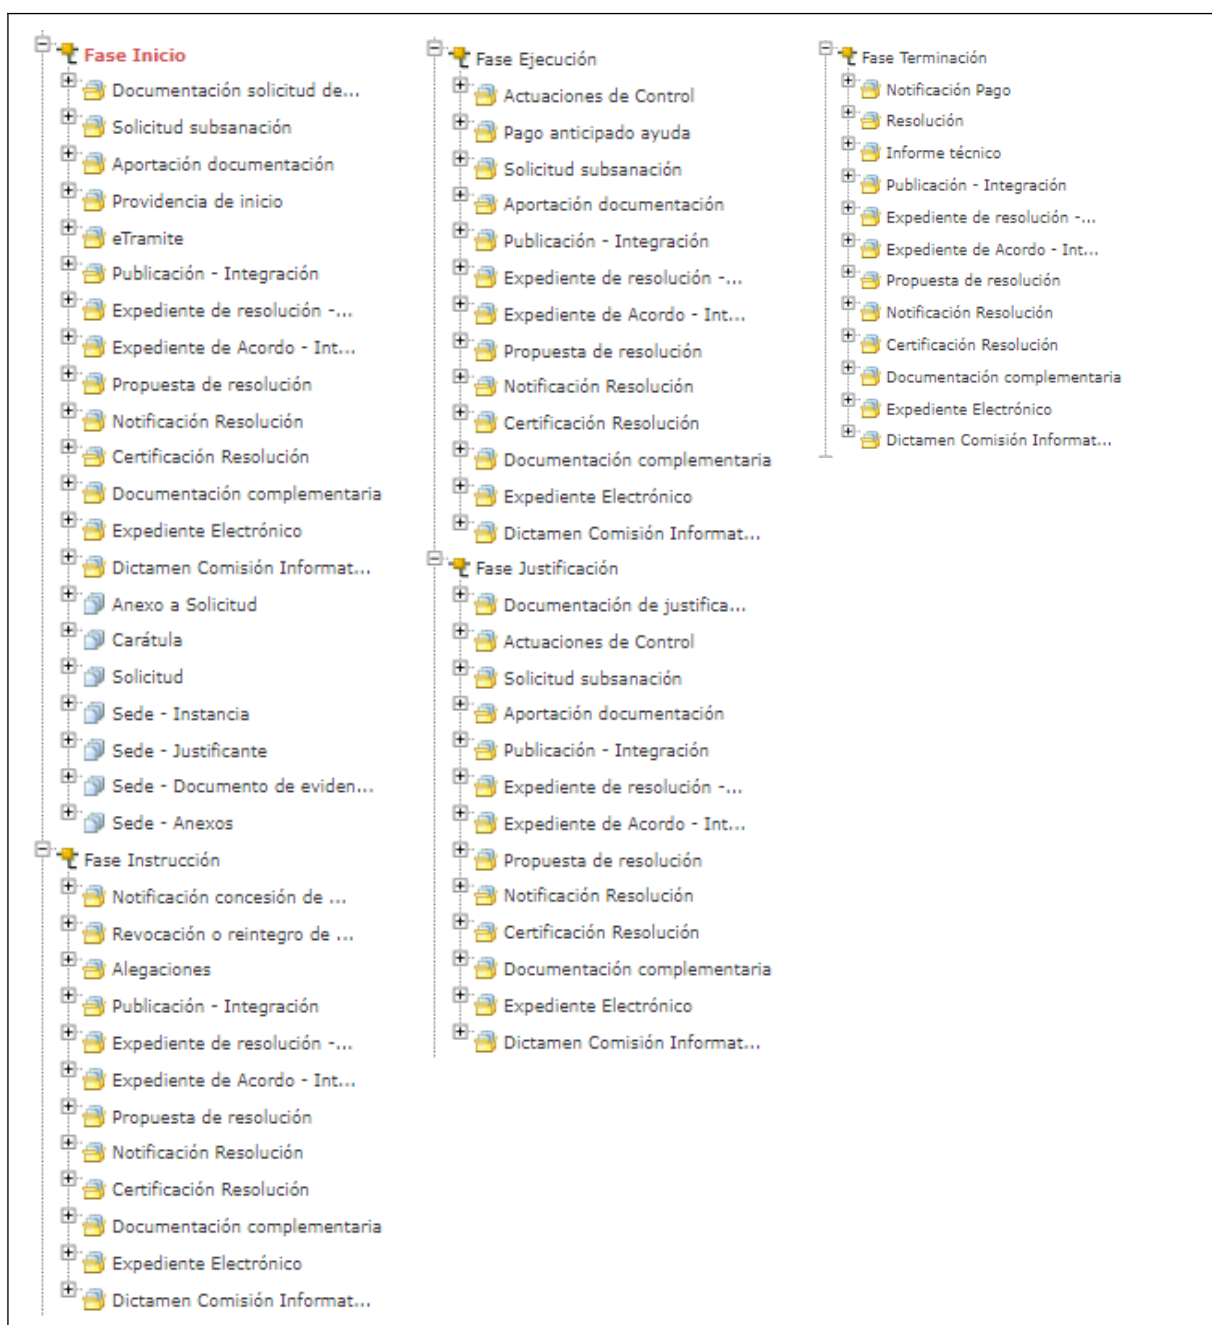 Fase Inicio
Documentación solicitud de...
Solicitud subsanación
Aportación documentación
Providencia de inicio
eTramite
Publicación - Integración
Expediente de resolución -...
Expediente de Acordo - Int...
Propuesta de resolución
Notificación Resolución
Certificación Resolución
Documentación complementaria
Expediente Electrónico
Dictamen Comisión Informat...
Anexo a Solicitud
Carátula
Solicitud
Sede - Instancia
Sede - Justificante
Sede - Documento de eviden...
Sede - Anexos
Fase Instrucción
Notificación concesión de ...
Revocación o reintegro de ...
Alegaciones
Publicación - Integración
Expediente de resolución -...
Expediente de Acordo - Int...
Propuesta de resolución
Notificación Resolución
Certificación Resolución
Documentación complementaria
Expediente Electrónico
Dictamen Comisión Informat...
Fase Ejecución
Actuaciones de Control
Pago anticipado ayuda
Solicitud subsanación
Aportación documentación
Publicación - Integración
Expediente de resolución -...
Expediente de Acordo - Int...
Propuesta de resolución
Notificación Resolución
Certificación Resolución
Documentación complementaria
Expediente Electrónico
Dictamen Comisión Informat...
Fase Justificación
Documentación de justifica...
Actuaciones de Control
Solicitud subsanación
Aportación documentación
Publicación - Integración
Expediente de resolución -...
Expediente de Acordo - Int...
Propuesta de resolución
Notificación Resolución
Certificación Resolución
Documentación complementaria
Expediente Electrónico
Dictamen Comisión Informat...
Fase Terminación
Notificación Pago
Resolución
Informe técnico
Publicación - Integración
Expediente de resolución -...
Expediente de Acordo - Int...
Propuesta de resolución
Notificación Resolución
Certificación Resolución
Documentación complementaria
Expediente Electrónico
Dictamen Comisión Informat...